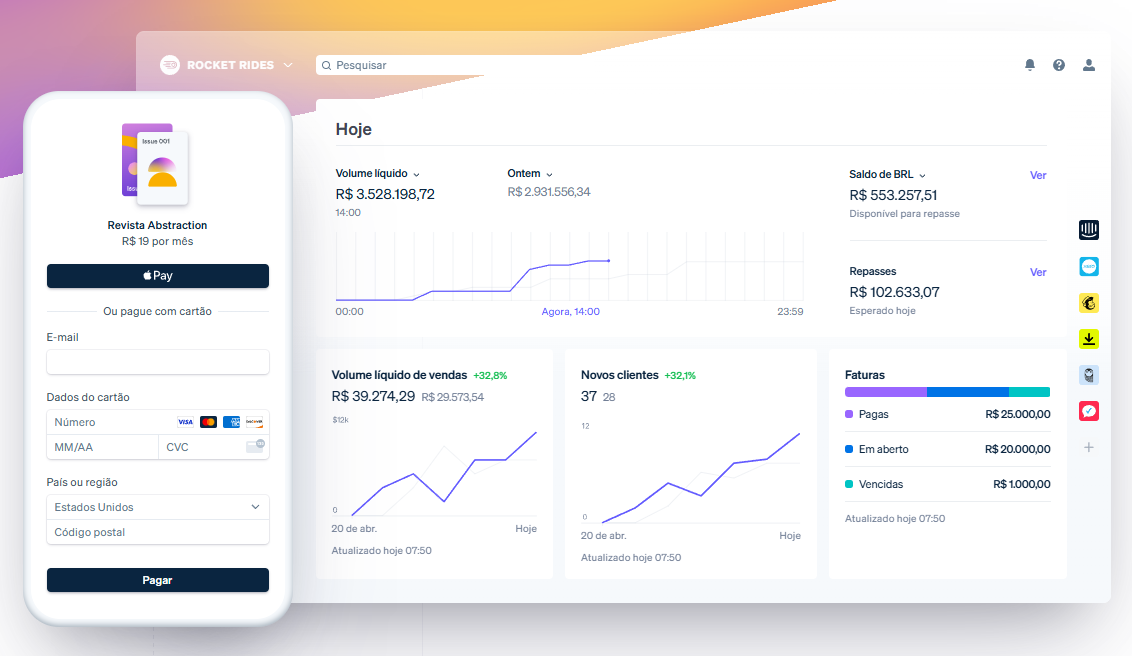 ROCKET RIDES
Pesquisar
Issue 001
Revista Abstraction
R$ 19 por mês
Pay
Ou pague com cartão
E-mail
Dados do cartão
Número
VISA
MM/AA
CVC
País ou região
Estados Unidos
Código postal
Pagar
Hoje
Volume líquido
R$ 3.528.198,72
14:00
Ontem
R$ 2.931.556,34
00:00
Agora, 14:00
23:59
Saldo de BRL
Ver
R$ 553.257,51
Disponível para repasse
Repasses
Ver
R$ 102.633,07
Esperado hoje
Volume líquido de vendas +32,8%
R$ 39.274,29 R$ 29.573,54
$12k
0
20 de abr.
Hoje
Atualizado hoje 07:50
Novos clientes +32,1%
37 28
12
0
20 de abr.
Hoje
Atualizado hoje 07:50
Faturas
Pagas R$ 25.000,00
Em aberto R$ 20.000,00
Vencidas R$ 1.000,00
Atualizado hoje 07:50